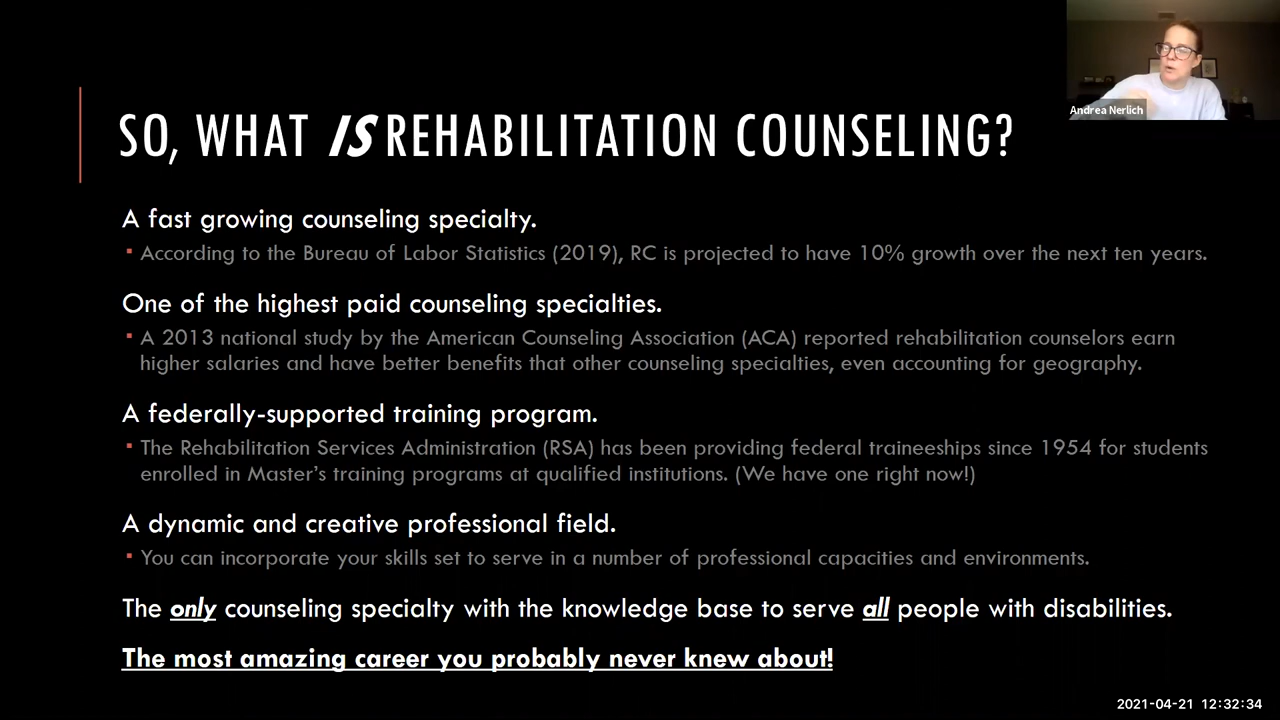 Andrea Nerlich
SO, WHAT IS REHABILITATION COUNSELING?
A fast growing counseling specialty.
▪ According to the Bureau of Labor Statistics (2019), RC is projected to have 10% growth over the next ten years.
One of the highest paid counseling specialties.
▪ A 2013 national study by the American Counseling Association (ACA) reported rehabilitation counselors earn
higher salaries and have better benefits that other counseling specialties, even accounting for geography.
A federally-supported training program.
▪ The Rehabilitation Services Administration (RSA) has been providing federal traineeships since 1954 for students
enrolled in Master’s training programs at qualified institutions. (We have one right now!)
A dynamic and creative professional field.
▪ You can incorporate your skills set to serve in a number of professional capacities and environments.
The only counseling specialty with the knowledge base to serve all people with disabilities.
The most amazing career you probably never knew about!
2021-04-21 12:32:34